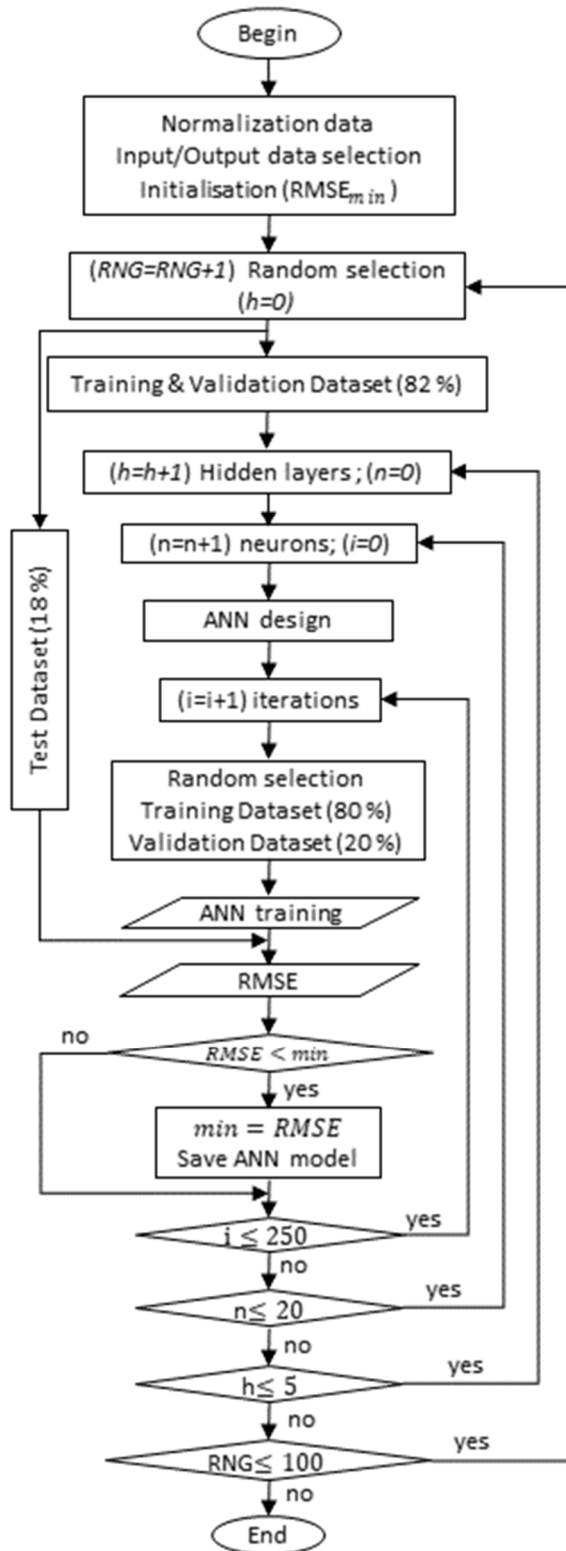 Begin
Normalization data
Input/Output data selection
Initialisation (RMSEmin)
(RNG=RNG+1) Random selection
(h=0)
Training & Validation Dataset (82 %)
(h=h+1) Hidden layers ; (n=0)
(n=n+1) neurons; (i=0)
Test Dataset (18 %)
ANN design
(i=i+1) iterations
Random selection
Training Dataset (80 %)
Validation Dataset (20 %)
ANN training
RMSE
no
RMSE < min
yes
min = RMSE
Save ANN model
i ≤ 250
yes
no
n≤ 20
yes
no
h≤ 5
yes
no
RNG≤ 100
yes
no
End